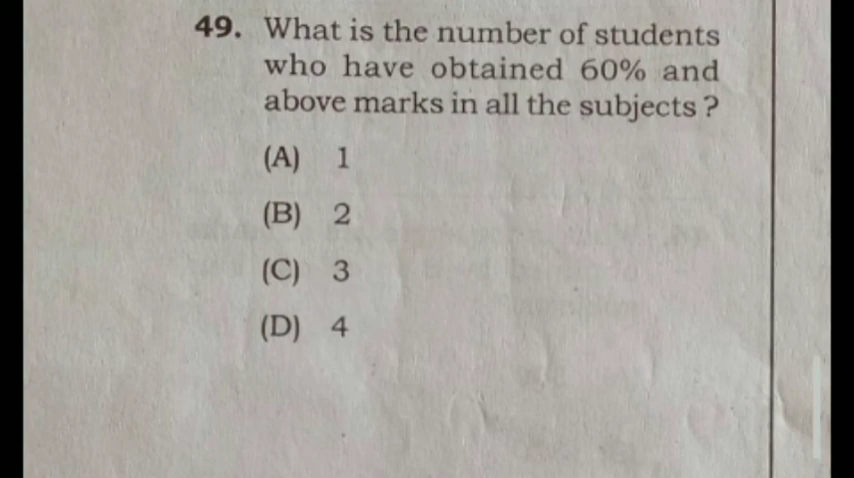 49. What is the number of students
who have obtained 60% and
above marks in all the subjects ?
(A) 1
(B) 2
(C) 3
(D) 4